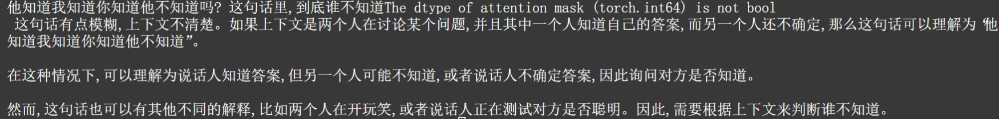 他知道我知道你知道他不知道吗? 这句话里,到底谁不知道The dtype of attention mask (torch.int64) is not bool
这句话有点模糊,上下文不清楚。如果上下文是两个人在讨论某个问题,并且其中一个人知道自己的答案,而另一个人还不确定,那么这句话可以理解为“他
知道我知道你知道他不知道”。
在这种情况下,可以理解为说话人知道答案,但另一个人可能不知道,或者说话人不确定答案,因此询问对方是否知道。
然而,这句话也可以有其他不同的解释,比如两个人在开玩笑,或者说话人正在测试对方是否聪明。因此,需要根据上下文来判断谁不知道。